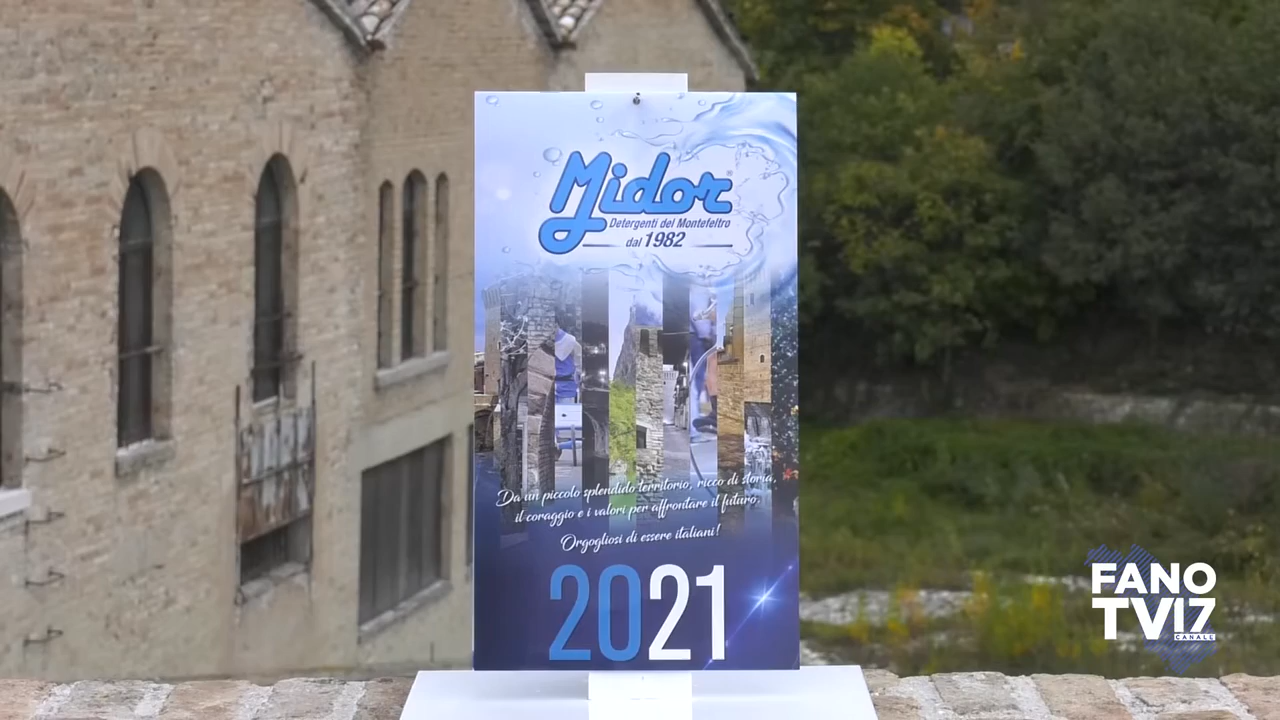 Midor
Detergenti del Montefeltro
dal 1982
Da un piccolo splendido territorio, ricco di storia,
il coraggio e i valori per affrontare il futuro.
Orgogliosi di essere italiani!
2021
FANO
TV17
CANALE